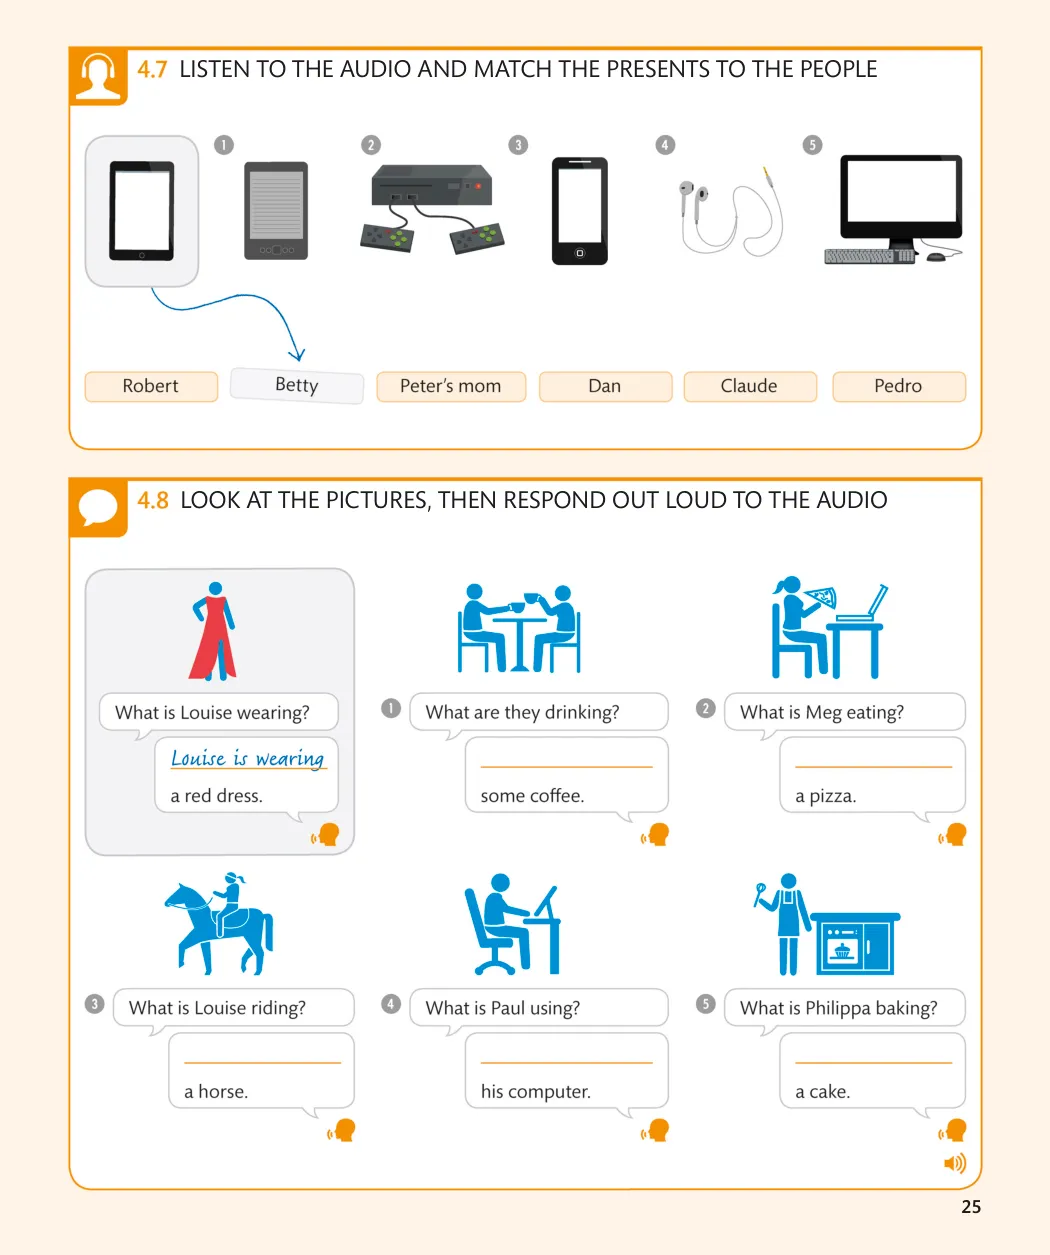 4.7 LISTEN TO THE AUDIO AND MATCH THE PRESENTS TO THE PEOPLE
1
2
3
4
5
Robert
Betty
Peter's mom
Dan
Claude
Pedro
4.8 LOOK AT THE PICTURES, THEN RESPOND OUT LOUD TO THE AUDIO
What is Louise wearing?
Louise is wearing
a red dress.
1 What are they drinking?
some coffee.
2 What is Meg eating?
a pizza.
3 What is Louise riding?
a horse.
4 What is Paul using?
his computer.
5 What is Philippa baking?
a cake.
25